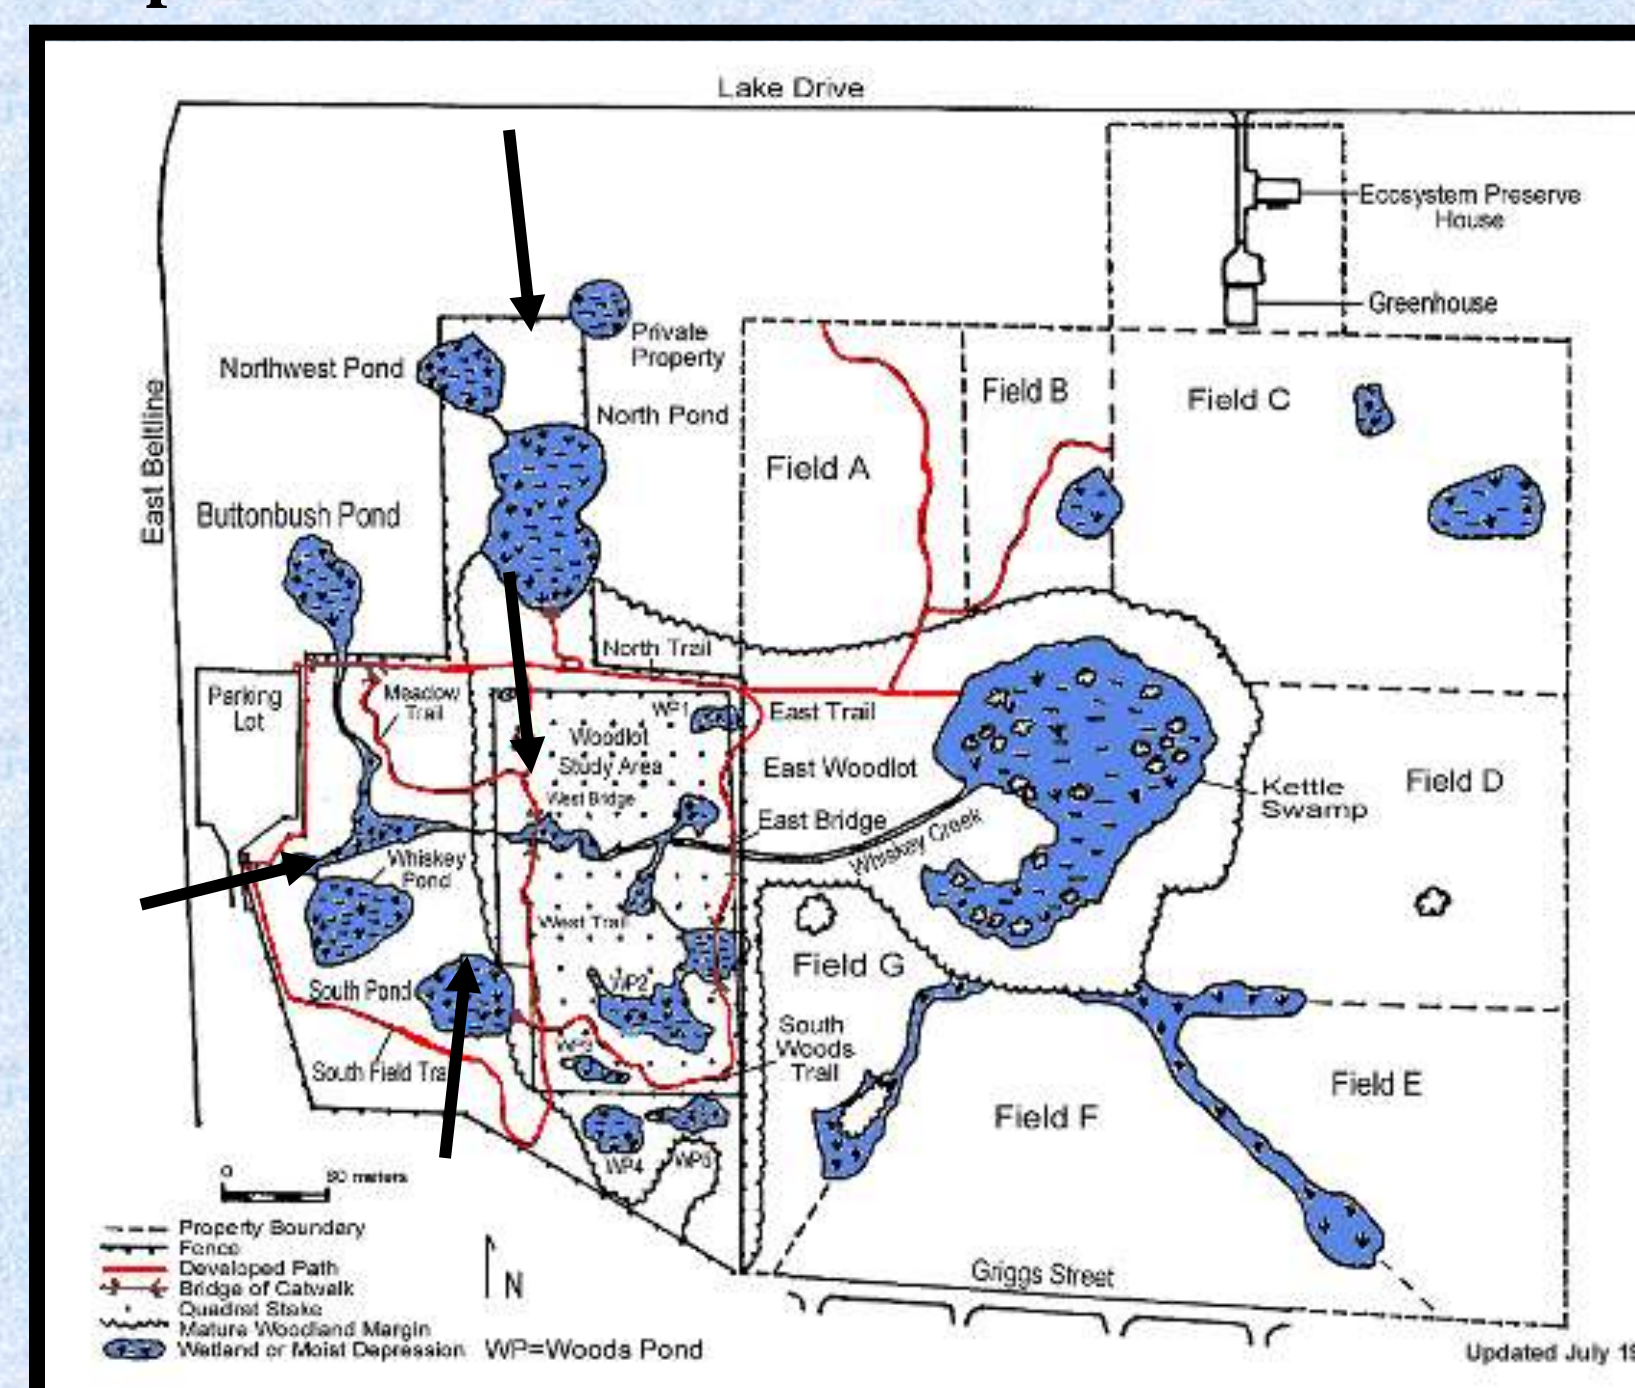 Lake Drive
Ecosystem Preserve
House
Greenhouse
Private
Property
Northwest Pond
North Pond
Field B
Field C
East Beltline
Field A
Buttonbush Pond
North Trail
Parking
Lot
Meadow
Trail
WP1
East Trail
Woodlot
Study Area
East Woodlot
Kettle
Swamp
Field D
West Bridge
East Bridge
Whiskey Creek
Whiskey
Pond
West Trail
Field G
South Pond
WP2
South
Woods
Trail
WP3
South Field Tra
Field F
Field E
WP4
WP5
0
80 meters
Property Boundary
Fence
Developed Path
Bridge of Catwalk
Quadrat Stake
Mature Woodland Margin
Wetland or Moist Depression
N
WP=Woods Pond
Griggs Street
Updated July 19